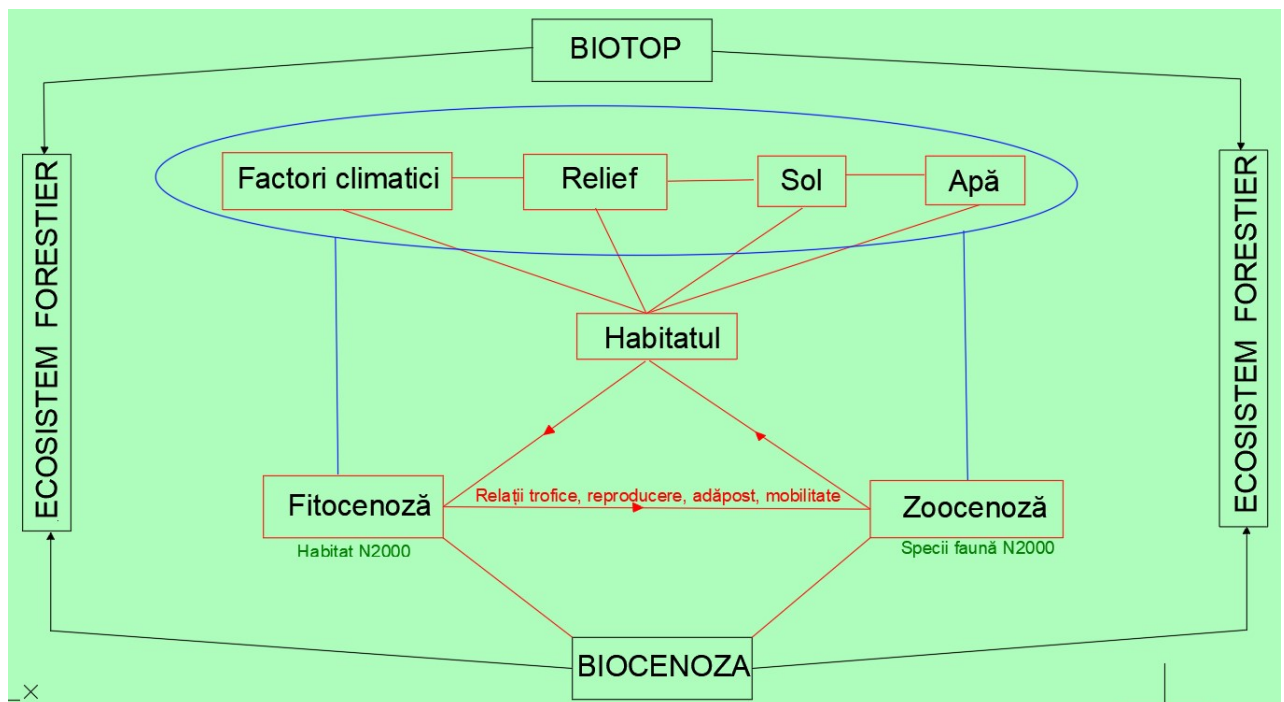 BIOTOP
ECOSISTEM FORESTIER
Factori climatici
Relief
Sol
Apă
ECOSISTEM FORESTIER
Habitatul
Relații trofice, reproducere, adăpost, mobilitate
Fitocenoză
Zoocenoză
Habitat N2000
Specii faună N2000
BIOCENOZA